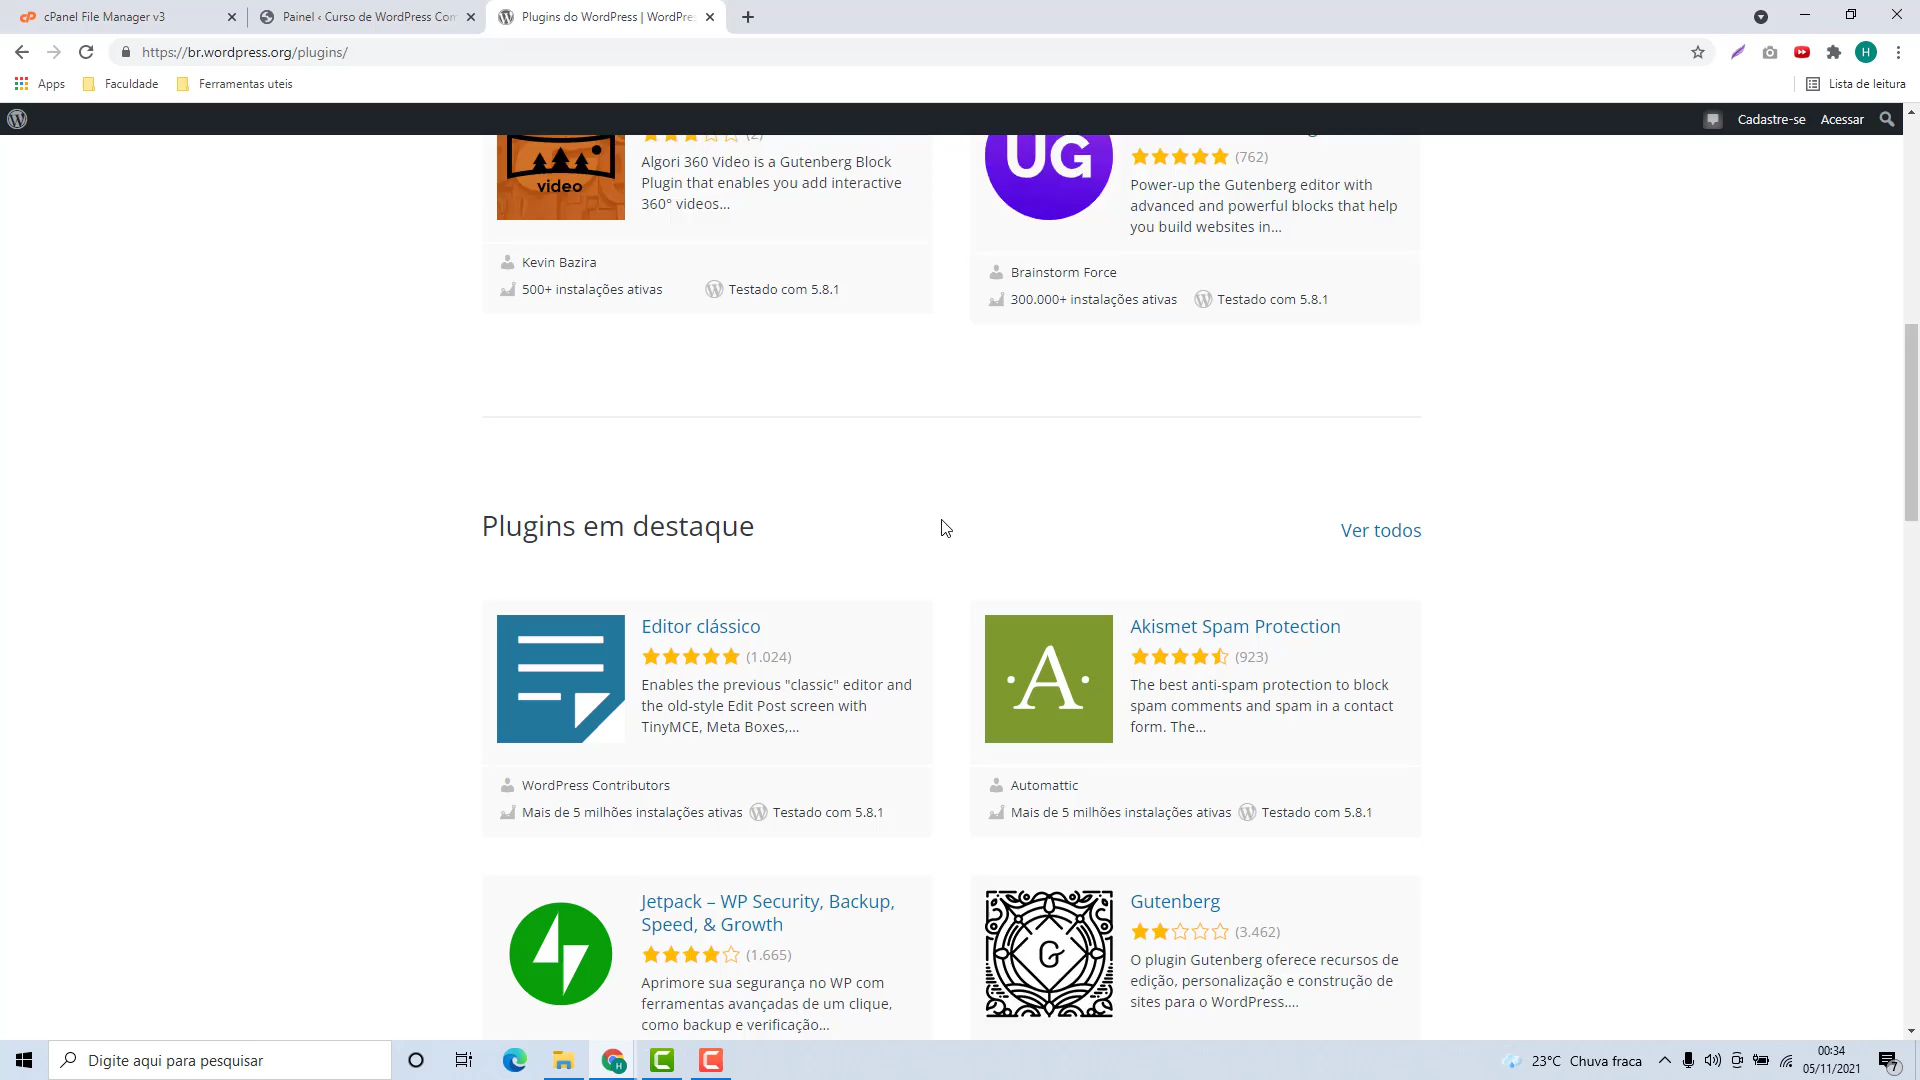 cPanel File Manager v3
Painel ‹ Curso de WordPress Com
Plugins do WordPress | WordPre
https://br.wordpress.org/plugins/
H
Apps
Faculdade
Ferramentas uteis
Lista de leitura
Cadastre-se
Acessar
video
(2)
Algori 360 Video is a Gutenberg Block
Plugin that enables you add interactive
360° videos...
Kevin Bazira
500+ instalações ativas
Testado com 5.8.1
UG
(762)
Power-up the Gutenberg editor with
advanced and powerful blocks that help
you build websites in...
Brainstorm Force
300.000+ instalações ativas
Testado com 5.8.1
Plugins em destaque
Ver todos
Editor clássico
(1.024)
Enables the previous "classic" editor and
the old-style Edit Post screen with
TinyMCE, Meta Boxes,...
WordPress Contributors
Mais de 5 milhões instalações ativas
Testado com 5.8.1
·A·
Akismet Spam Protection
(923)
The best anti-spam protection to block
spam comments and spam in a contact
form. The...
Automattic
Mais de 5 milhões instalações ativas
Testado com 5.8.1
Jetpack – WP Security, Backup,
Speed, & Growth
(1.665)
Aprimore sua segurança no WP com
ferramentas avançadas de um clique,
como backup e verificação...
G
Gutenberg
(3.462)
O plugin Gutenberg oferece recursos de
edição, personalização e construção de
sites para o WordPress....
Digite aqui para pesquisar
23°C Chuva fraca
00:34
05/11/2021
7